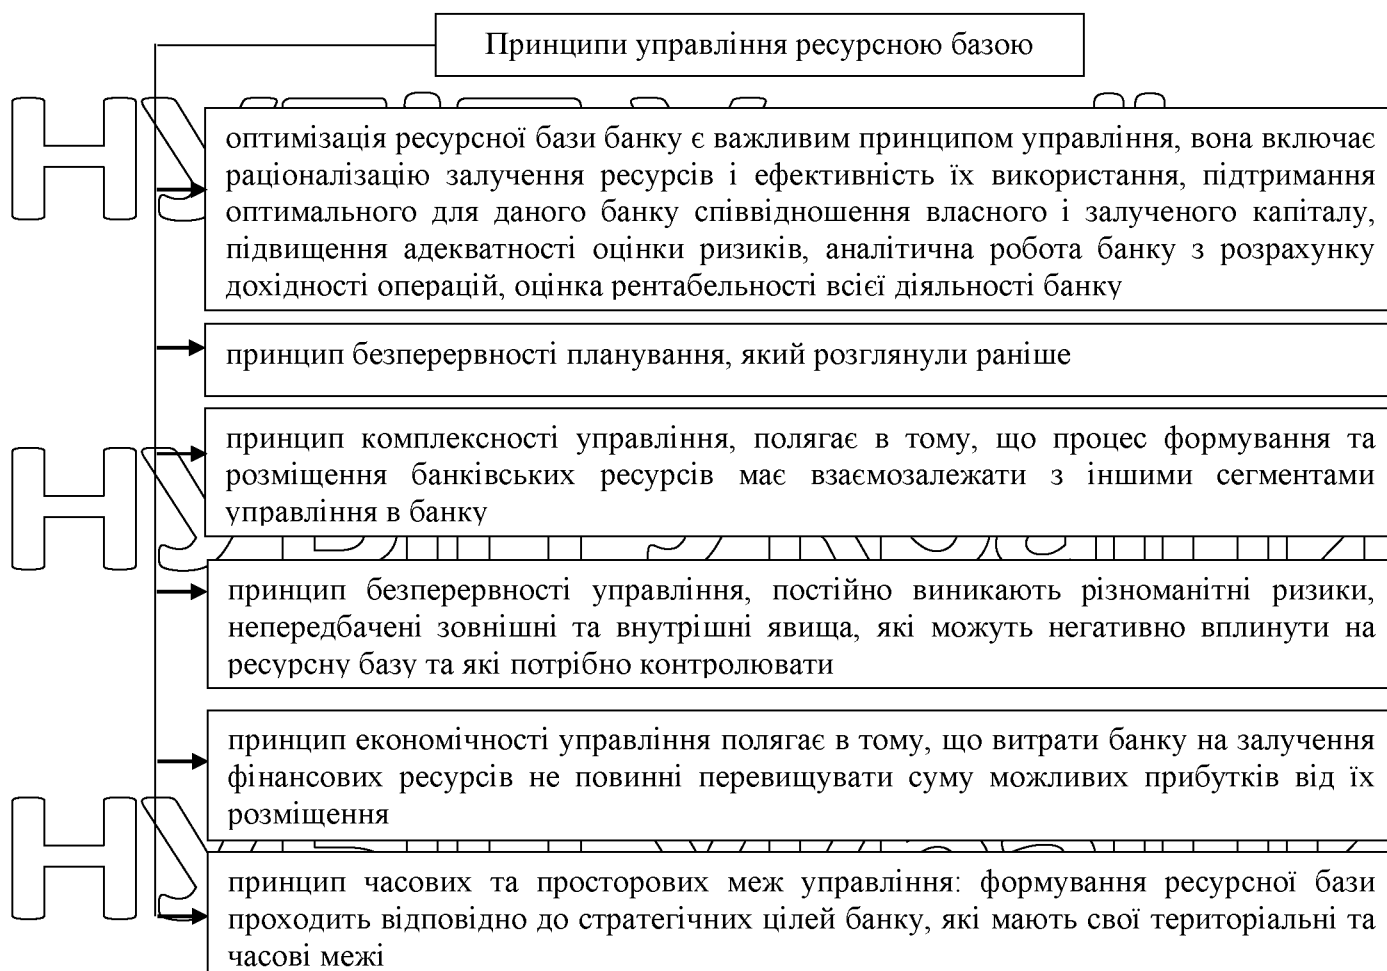 Принципи управління ресурсною базою
оптимізація ресурсної бази банку є важливим принципом управління, вона включає
раціоналізацію залучення ресурсів і ефективність їх використання, підтримання
оптимального для даного банку співвідношення власного і залученого капіталу,
підвищення адекватності оцінки ризиків, аналітична робота банку з розрахунку
дохідності операцій, оцінка рентабельності всієї діяльності банку
принцип безперервності планування, який розглянули раніше
принцип комплексності управління, полягає в тому, що процес формування та
розміщення банківських ресурсів має взаємозалежати з іншими сегментами
управління в банку
принцип безперервності управління, постійно виникають різноманітні ризики,
непередбачені зовнішні та внутрішні явища, які можуть негативно вплинути на
ресурсну базу та які потрібно контролювати
принцип економічності управління полягає в тому, що витрати банку на залучення
фінансових ресурсів не повинні перевищувати суму можливих прибутків від їх
розміщення
принцип часових та просторових меж управління: формування ресурсної бази
проходить відповідно до стратегічних цілей банку, які мають свої територіальні та
часові межі